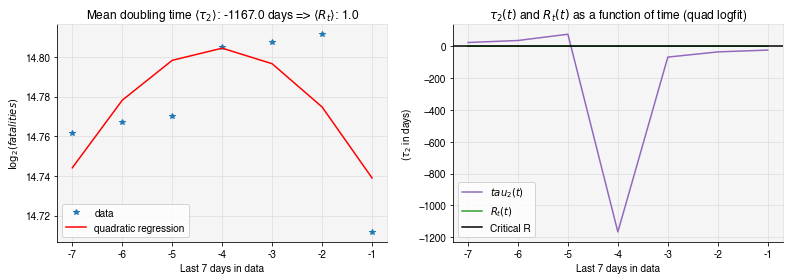 Mean doubling time ⟨τ₂⟩: -1167.0 days => ⟨Rₜ⟩: 1.0
log₂(fatalities)
14.80
14.78
14.76
14.74
14.72
data
quadratic regression
-7 -6 -5 -4 -3 -2 -1
Last 7 days in data
τ₂(t) and Rₜ(t) as a function of time (quad logfit)
(τ₂ in days)
0
−200
−400
−600
−800
−1000
−1200
tau₂(t)
Rₜ(t)
Critical R
-7 -6 -5 -4 -3 -2 -1
Last 7 days in data